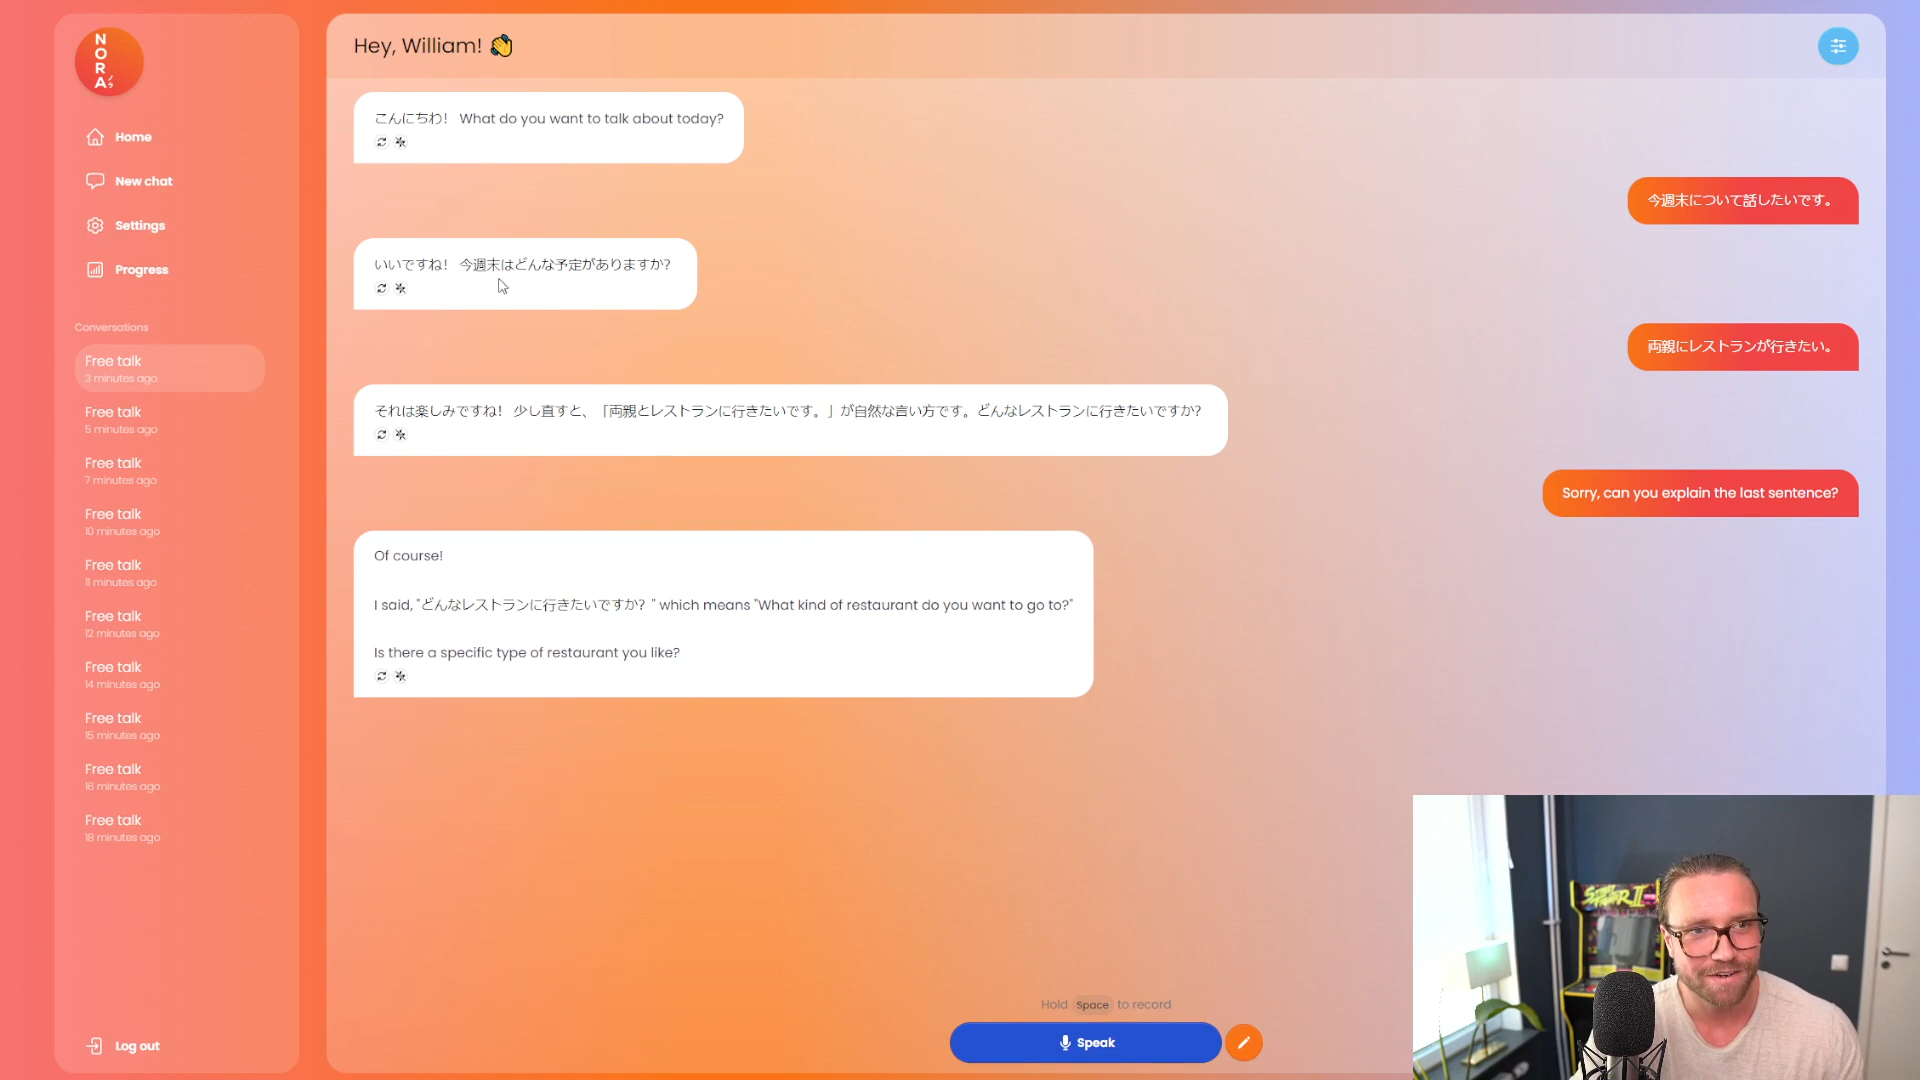 NORA
Home
New chat
Settings
Progress
Conversations
Free talk
3 minutes ago
Free talk
5 minutes ago
Free talk
7 minutes ago
Free talk
10 minutes ago
Free talk
11 minutes ago
Free talk
12 minutes ago
Free talk
14 minutes ago
Free talk
15 minutes ago
Free talk
16 minutes ago
Free talk
18 minutes ago
Log out
Hey, William! 👏
こんにちわ! What do you want to talk about today?
今週末について話したいです。
いいですね! 今週末はどんな予定がありますか?
両親にレストランが行きたい。
それは楽しみですね! 少し直すと、「両親とレストランに行きたいです。」が自然な言い方です。どんなレストランに行きたいですか?
Sorry, can you explain the last sentence?
Of course!
I said, "どんなレストランに行きたいですか? " which means "What kind of restaurant do you want to go to?"
Is there a specific type of restaurant you like?
Hold Space to record
Speak